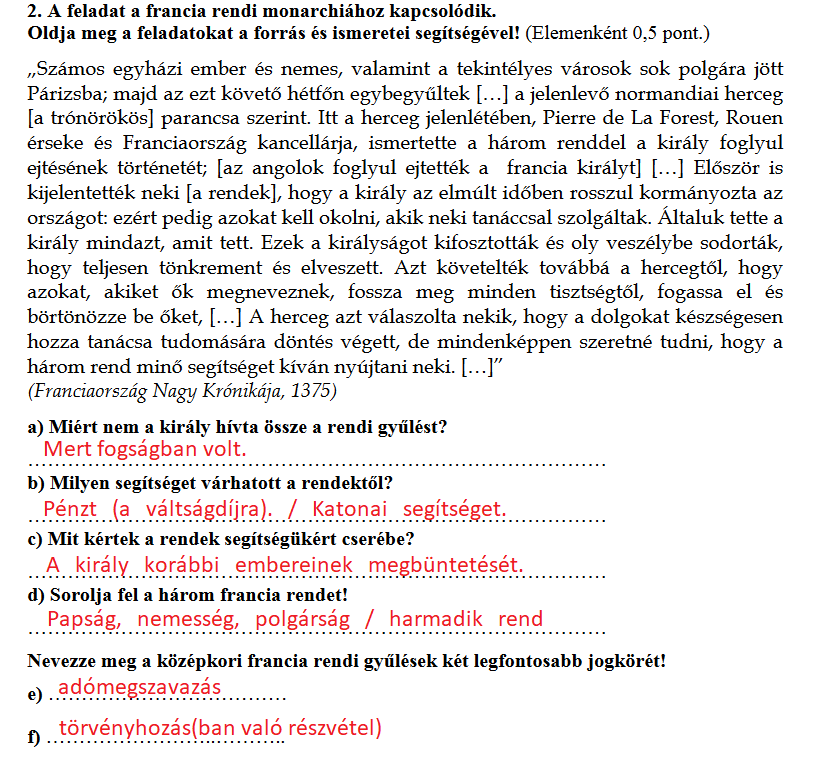 2. A feladat a francia rendi monarchiához kapcsolódik.
Oldja meg a feladatokat a forrás és ismeretei segítségével! (Elemenként 0,5 pont.)
„Számos egyházi ember és nemes, valamint a tekintélyes városok sok polgára jött
Párizsba; majd az ezt követő hétfőn egybegyűltek […] a jelenlevő normandiai herceg
[a trónörökös] parancsa szerint. Itt a herceg jelenlétében, Pierre de La Forest, Rouen
érseke és Franciaország kancellárja, ismertette a három renddel a király foglyul
ejtésének történetét; [az angolok foglyul ejtették a francia királyt] […] Először is
kijelentették neki [a rendek], hogy a király az elmúlt időben rosszul kormányozta az
országot: ezért pedig azokat kell okolni, akik neki tanáccsal szolgáltak. Általuk tette a
király mindazt, amit tett. Ezek a királyságot kifosztották és oly veszélybe sodorták,
hogy teljesen tönkrement és elveszett. Azt követelték továbbá a hercegtől, hogy
azokat, akiket ők megneveznek, fossza meg minden tisztségtől, fogassa el és
börtönözze be őket, […] A herceg azt válaszolta nekik, hogy a dolgokat készségesen
hozza tanácsa tudomására döntés végett, de mindenképpen szeretné tudni, hogy a
három rend minő segítséget kíván nyújtani neki. […]”
(Franciaország Nagy Krónikája, 1375)
a) Miért nem a király hívta össze a rendi gyűlést?
Mert fogságban volt.
b) Milyen segítséget várhatott a rendektől?
Pénzt (a váltságdíjra). / Katonai segítséget.
c) Mit kértek a rendek segítségükért cserébe?
A király korábbi embereinek megbüntetését.
d) Sorolja fel a három francia rendet!
Papság, nemesség, polgárság / harmadik rend
Nevezze meg a középkori francia rendi gyűlések két legfontosabb jogkörét!
e) adómegszavazás
f) törvényhozás(ban való részvétel)